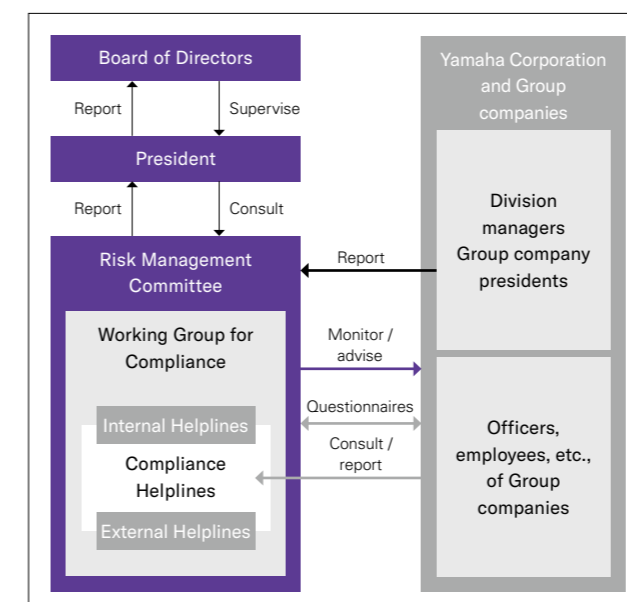 Board of Directors
Report
Supervise
President
Report
Consult
Risk Management
Committee
Working Group for
Compliance
Internal Helplines
Compliance
Helplines
External Helplines
Report
Monitor /
advise
Questionnaires
Consult /
report
Yamaha Corporation
and Group
companies
Division
managers
Group company
presidents
Officers,
employees, etc.,
of Group
companies